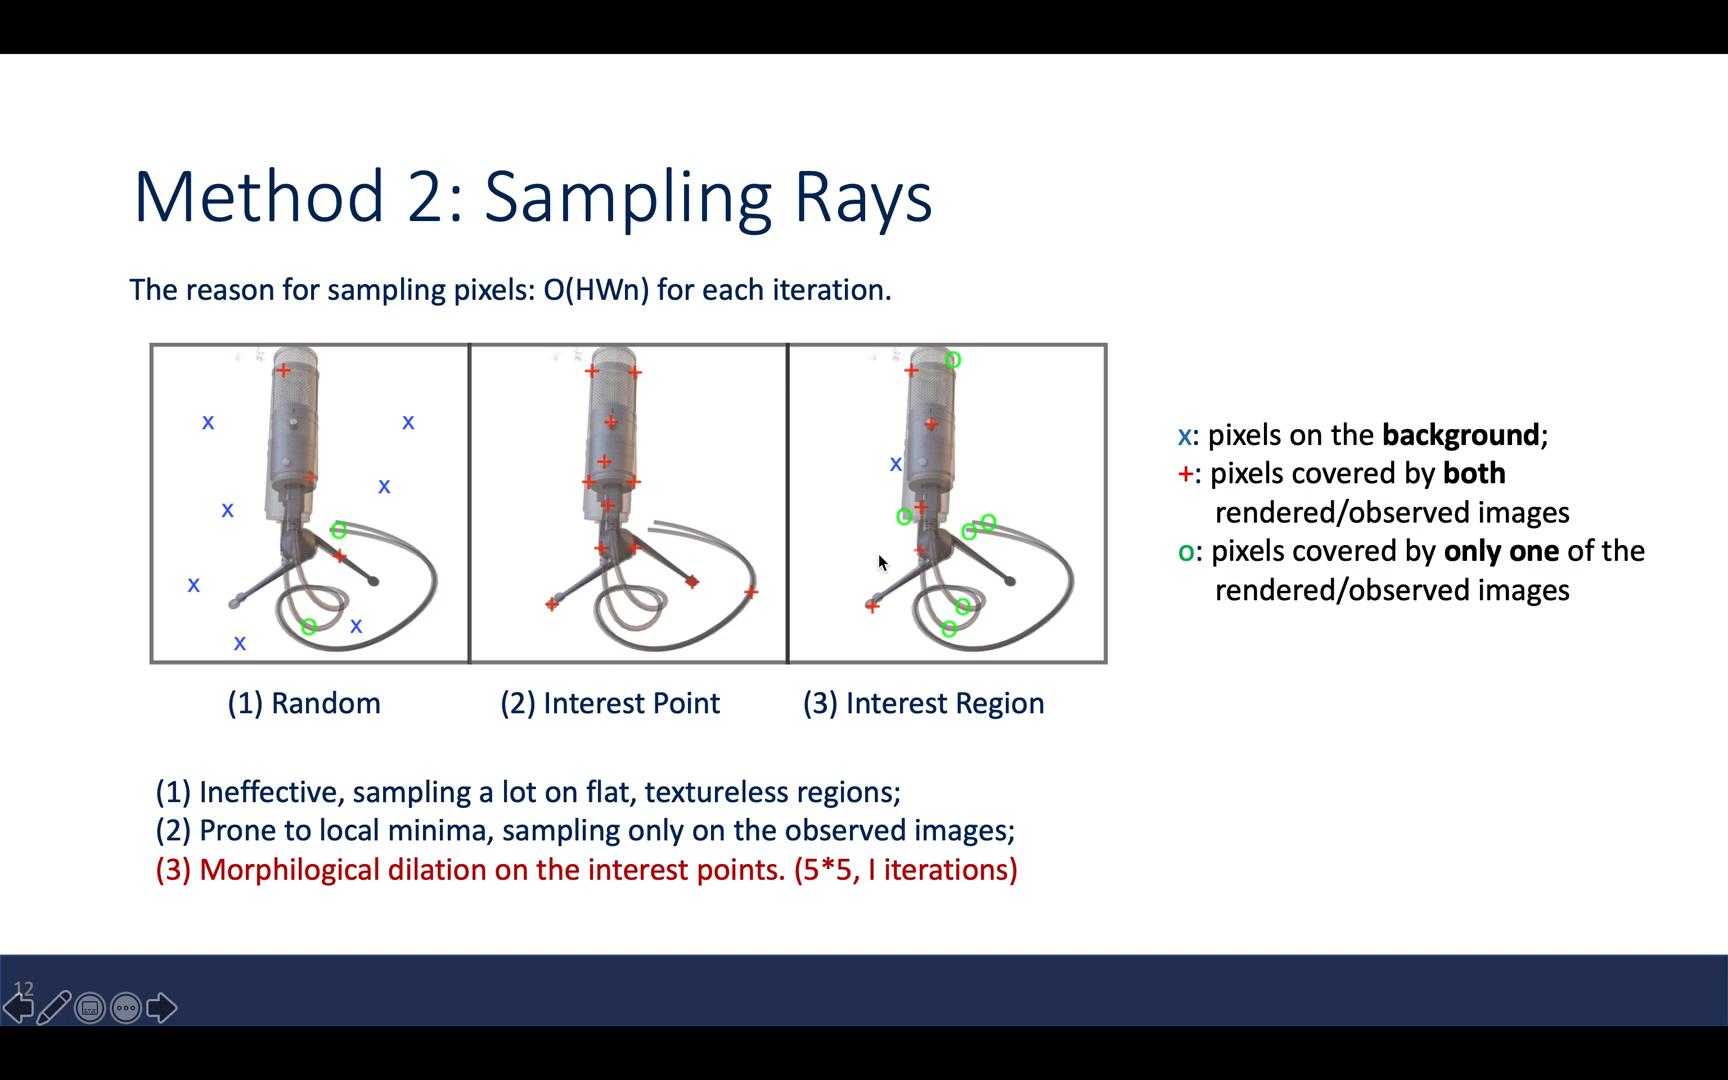 Method 2: Sampling Rays
The reason for sampling pixels: O(HWn) for each iteration.
x: pixels on the background;
+: pixels covered by both
rendered/observed images
o: pixels covered by only one of the
rendered/observed images
(1) Random
(2) Interest Point
(3) Interest Region
(1) Ineffective, sampling a lot on flat, textureless regions;
(2) Prone to local minima, sampling only on the observed images;
(3) Morphilogical dilation on the interest points. (5*5, I iterations)
12